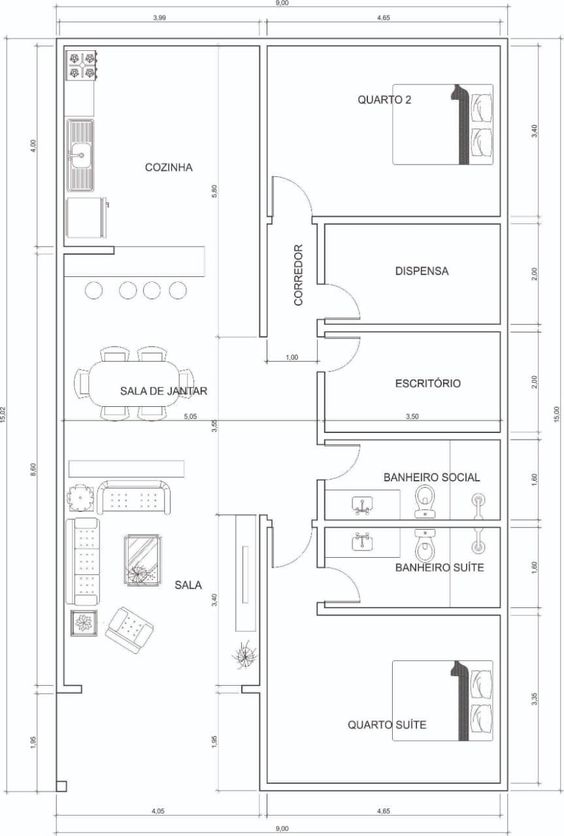 9,00
3,99
4,65
QUARTO 2
4,00
3,40
COZINHA
5,80
CORREDOR
DISPENSA
2,00
1,00
SALA DE JANTAR
ESCRITÓRIO
2,00
15,02
5,05
3,55
3,50
15,00
8,60
BANHEIRO SOCIAL
1,60
BANHEIRO SUÍTE
1,60
SALA
3,40
3,35
QUARTO SUÍTE
1,95
1,95
4,05
4,65
9,00